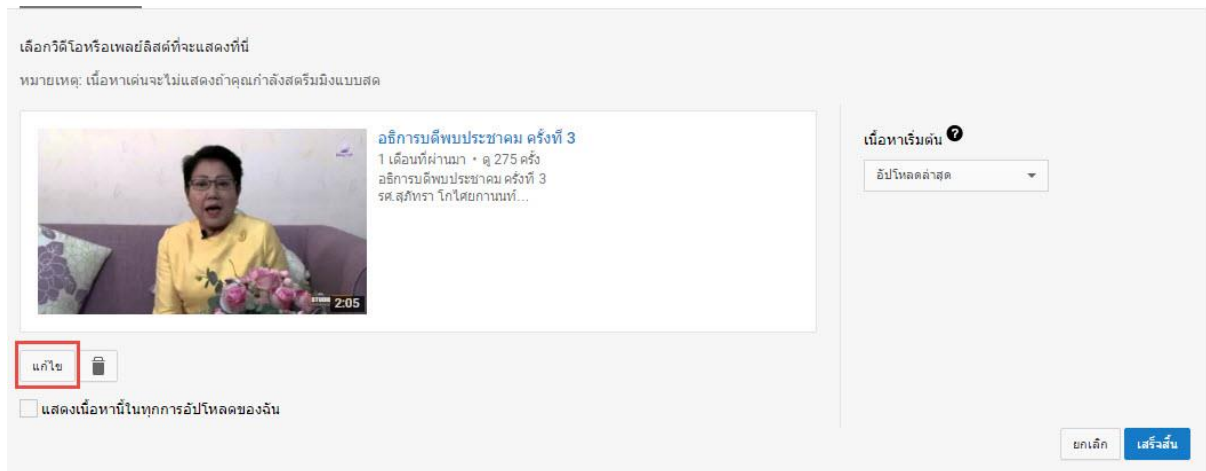 เลือกวิดีโอหรือเพลย์ลิสต์ที่จะแสดงที่นี่
หมายเหตุ: เนื้อหาเด่นจะไม่แสดงถ้าคุณกำลังสตรีมมิงแบบสด
อธิการบดีพบประชาคม ครั้งที่ 3
1 เดือนที่ผ่านมา • ดู 275 ครั้ง
อธิการบดีพบประชาคม ครั้งที่ 3
รศ.สุภัทรา โกไศยกานนท์...
2:05
เนื้อหาเริ่มต้น ?
อัปโหลดล่าสุด
แก้ไข
แสดงเนื้อหานี้ในทุกการอัปโหลดของฉัน
ยกเลิก
เสร็จสิ้น